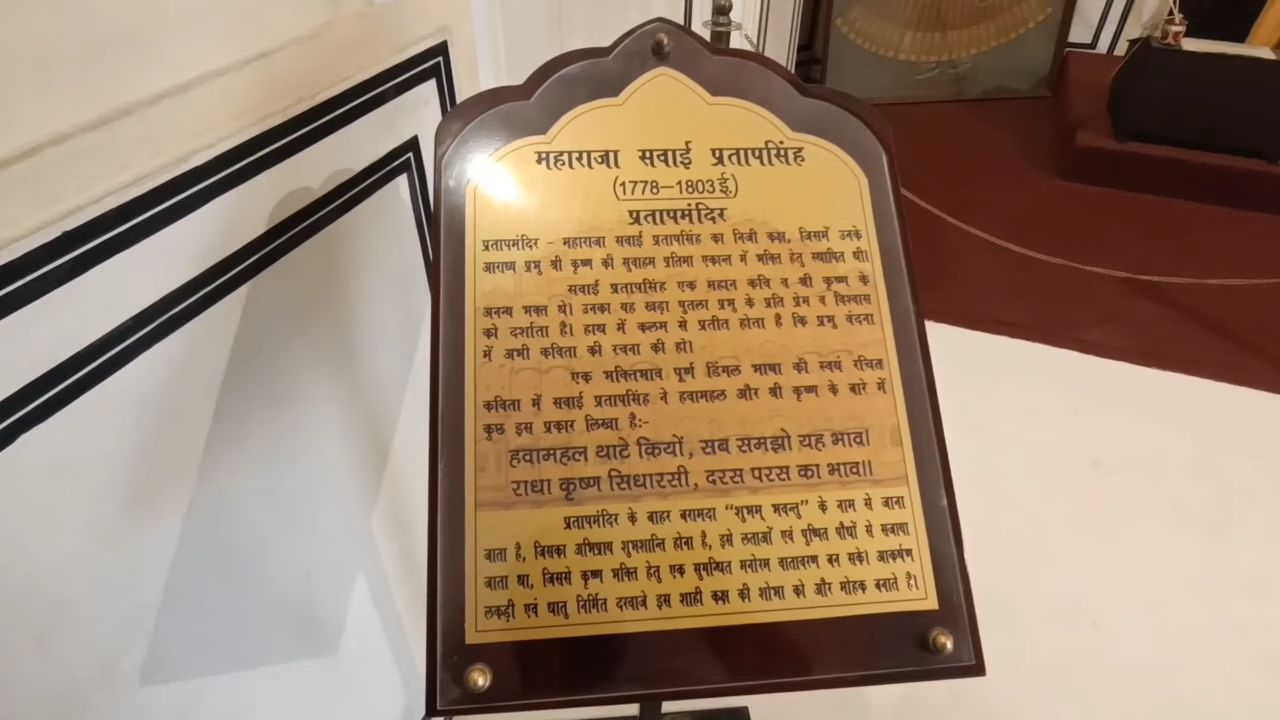 महाराजा सवाई प्रतापसिंह
(1778–1803 ई.)
प्रतापमंदिर
प्रतापमंदिर – महाराजा सवाई प्रतापसिंह का निजी कक्ष, जिसमें उनके
आराध्य प्रभु श्री कृष्ण की सुवाहम प्रतिमा एकान्त में भक्ति हेतु स्थापित थी।
सवाई प्रतापसिंह एक महान कवि व श्री कृष्ण के
अनन्य भक्त थे। उनका यह खड़ा पुतला प्रभु के प्रति प्रेम व विश्वास
को दर्शाता है। हाथ में कलम से प्रतीत होता है कि प्रभु वंदना
में अभी कविता की रचना की हो।
एक भक्तिभाव पूर्ण डिंगल भाषा की स्वयं रचित
कविता में सवाई प्रतापसिंह ने हवामहल और श्री कृष्ण के बारे में
कुछ इस प्रकार लिखा है:-
हवामहल थाटे कियों, सब समझो यह भाव।
राधा कृष्ण सिधारसी, दरस परस का भाव।।
प्रतापमंदिर के बाहर बरामदा “शुभम् भवन्तु” के नाम से जाना
जाता है, जिसका अभिप्राय शुभशान्ति होना है, इसे लताओं एवं पुष्पित पौधों से सजाया
जाता था, जिससे कृष्ण भक्ति हेतु एक सुगन्धित मनोरम वातावरण बन सके। आकर्षण
लकड़ी एवं धातु निर्मित दरवाजे इस शाही कक्ष की शोभा को और मोहक बनाते है।